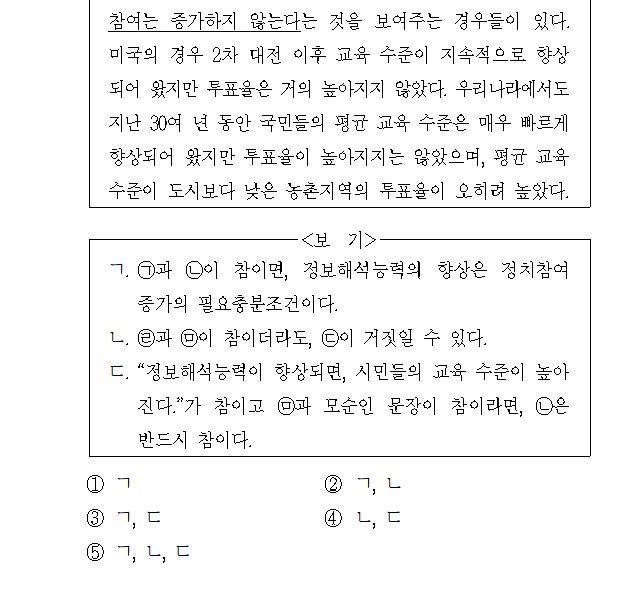 참여는 증가하지 않는다는 것을 보여주는 경우들이 있다.
미국의 경우 2차 대전 이후 교육 수준이 지속적으로 향상
되어 왔지만 투표율은 거의 높아지지 않았다. 우리나라에서도
지난 30여 년 동안 국민들의 평균 교육 수준은 매우 빠르게
향상되어 왔지만 투표율이 높아지지는 않았으며, 평균 교육
수준이 도시보다 낮은 농촌지역의 투표율이 오히려 높았다.
<보 기>
ㄱ. ㉠과 ㉡이 참이면, 정보해석능력의 향상은 정치참여
증가의 필요충분조건이다.
ㄴ. ㉣과 ㉤이 참이더라도, ㉢이 거짓일 수 있다.
ㄷ. “정보해석능력이 향상되면, 시민들의 교육 수준이 높아
진다.”가 참이고 ㉤과 모순인 문장이 참이라면, ㉡은
반드시 참이다.
① ㄱ
② ㄱ, ㄴ
③ ㄱ, ㄷ
④ ㄴ, ㄷ
⑤ ㄱ, ㄴ, ㄷ